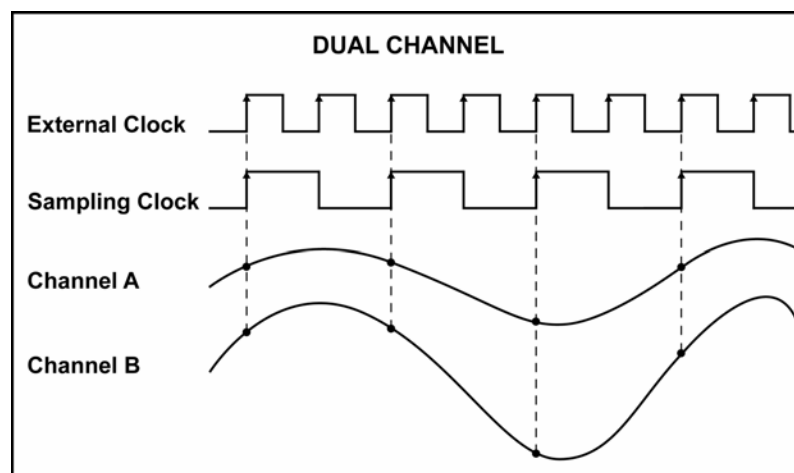 DUAL CHANNEL
External Clock
Sampling Clock
Channel A
Channel B